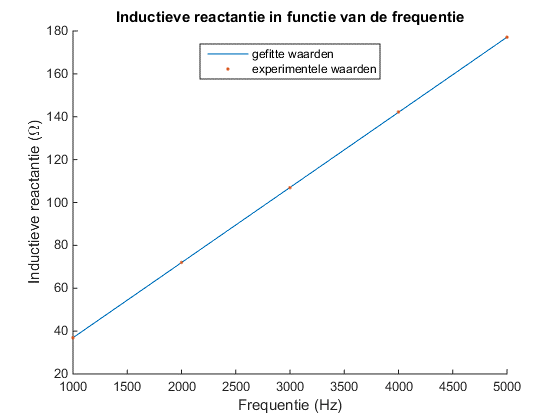 Inductieve reactantie in functie van de frequentie
gefitte waarden
experimentele waarden
Inductieve reactantie (Ω)
180
160
140
120
100
80
60
40
20
1000 1500 2000 2500 3000 3500 4000 4500 5000
Frequentie (Hz)